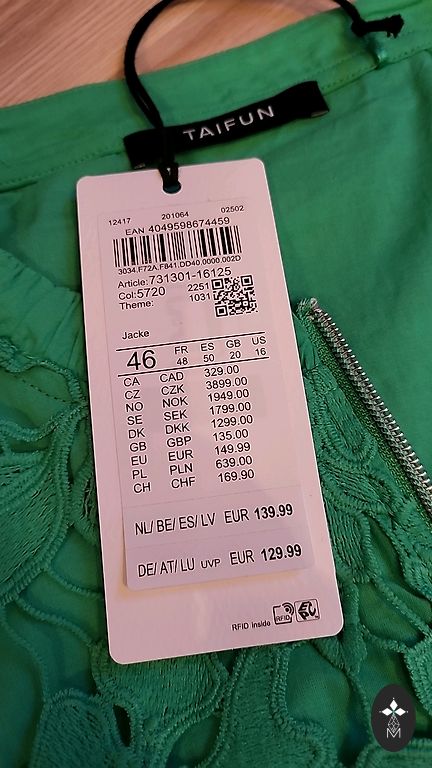 TAIFUN
12417 201064 02502
EAN 4049598674459
3034.F72A.F841.DD40.0000.002D
Article:731301-16125
Col:5720 2251
Theme: 1031
Jacke
46 FR 48 ES 50 GB 20 US 16
CA CAD 329.00
CZ CZK 3899.00
NO NOK 1949.00
SE SEK 1799.00
DK DKK 1299.00
GB GBP 135.00
EU EUR 149.99
PL PLN 639.00
CH CHF 169.90
NL/ BE/ ES/ LV EUR 139.99
DE/ AT/ LU UVP EUR 129.99
RFID inside RFID EPC
M